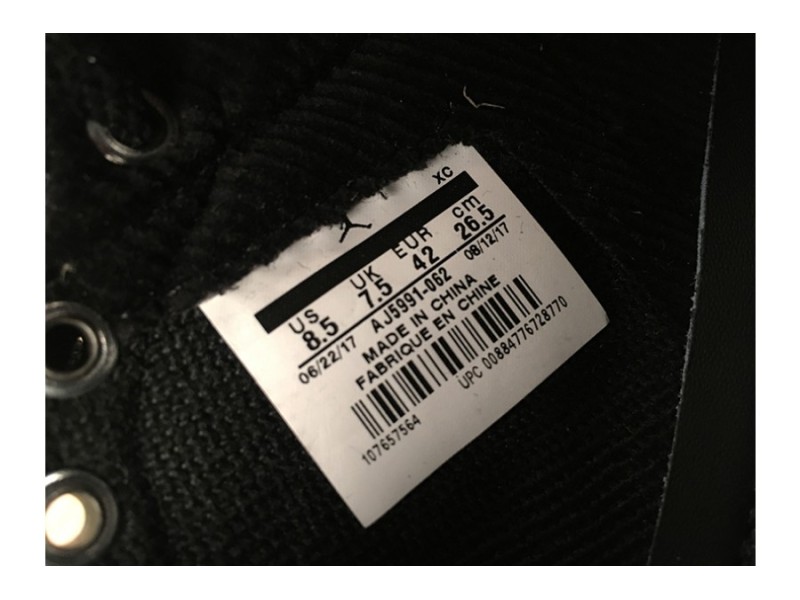 XC
US UK EUR cm
8.5 7.5 42 26.5
06/22/17 AJ5991-062 08/12/17
MADE IN CHINA
FABRIQUE EN CHINE
107657564 UPC 00884776728770